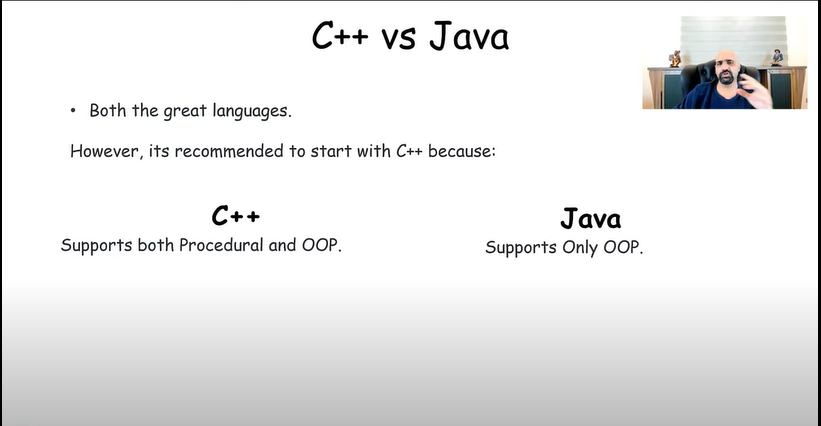 C++ vs Java
• Both the great languages.
However, its recommended to start with C++ because:
C++
Supports both Procedural and OOP.
Java
Supports Only OOP.